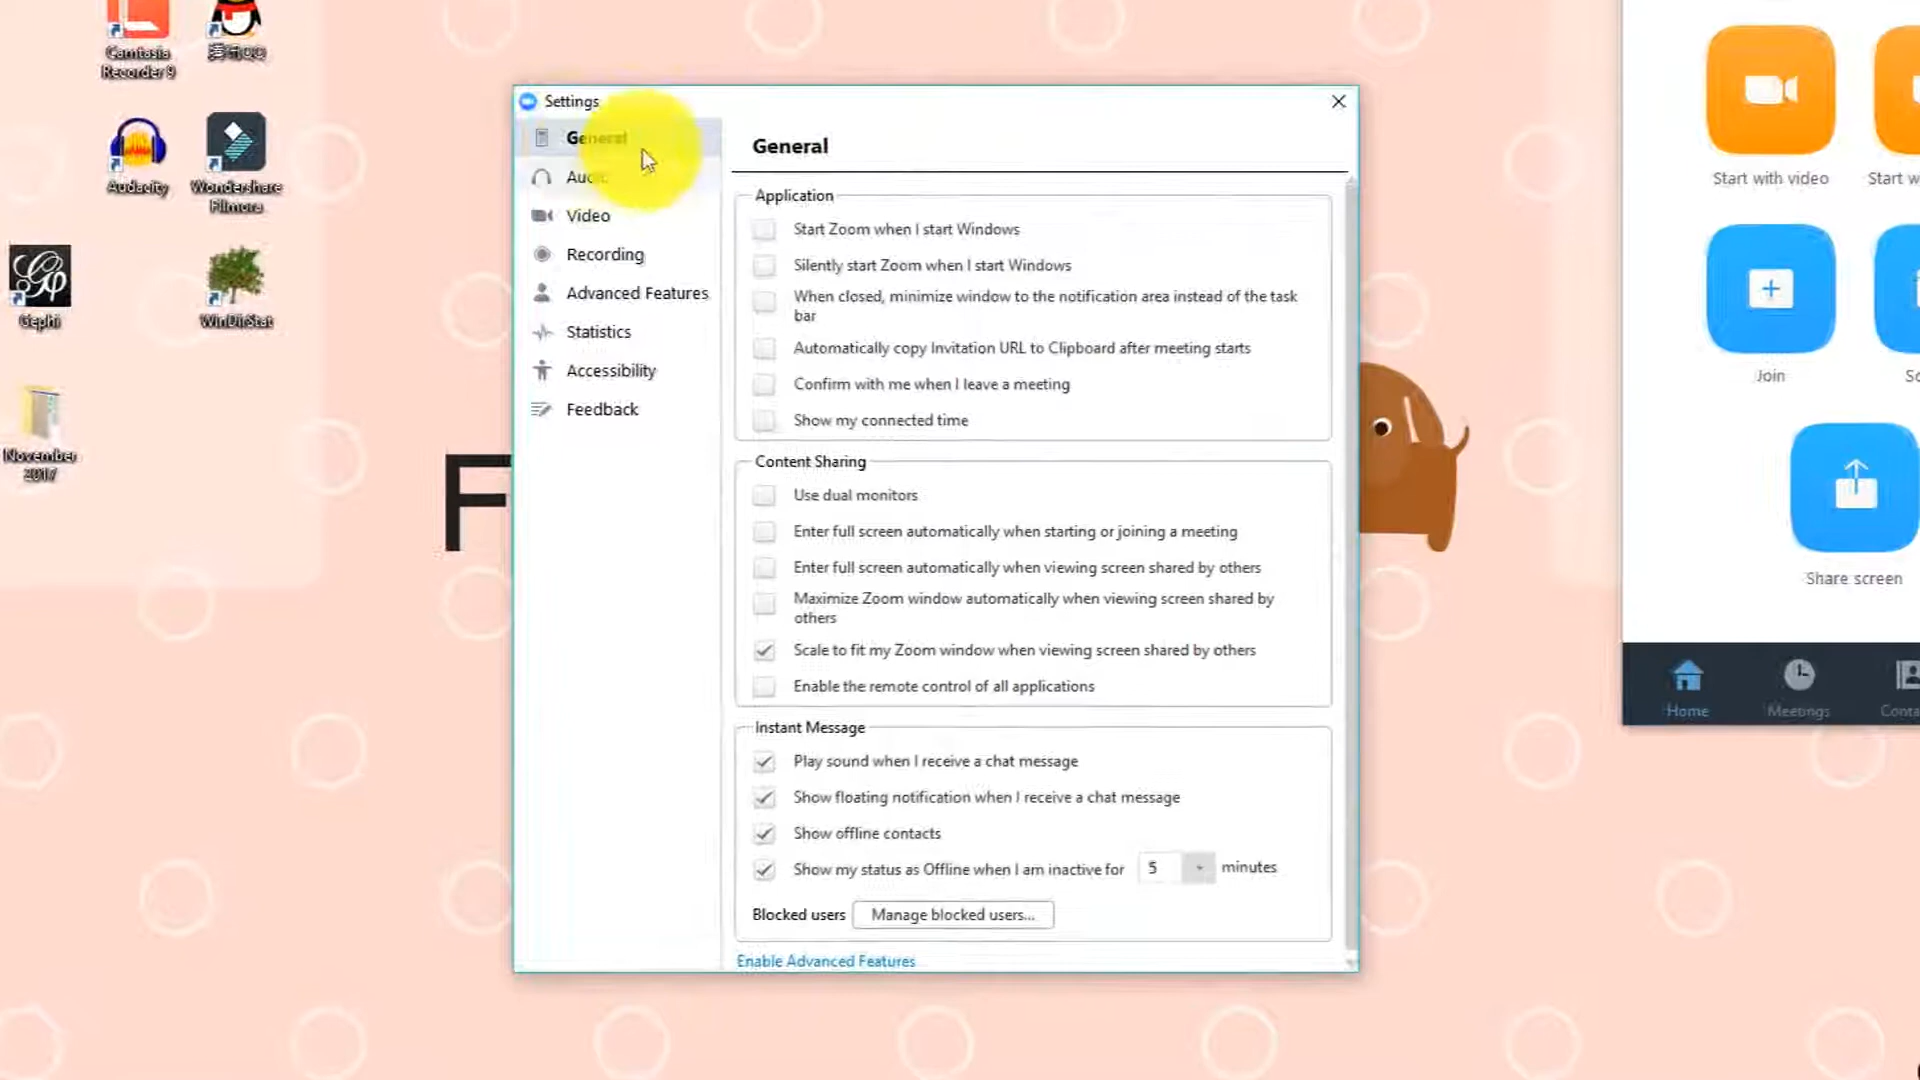 Camtasia
Recorder 9
腾讯QQ
Audacity
Wondershare
Filmora
Gephi
WinDirStat
November
2017
F
Settings
General
Video
Recording
Advanced Features
Statistics
Accessibility
Feedback
General
Application
Start Zoom when I start Windows
Silently start Zoom when I start Windows
When closed, minimize window to the notification area instead of the task
bar
Automatically copy Invitation URL to Clipboard after meeting starts
Confirm with me when I leave a meeting
Show my connected time
Content Sharing
Use dual monitors
Enter full screen automatically when starting or joining a meeting
Enter full screen automatically when viewing screen shared by others
Maximize Zoom window automatically when viewing screen shared by
others
Scale to fit my Zoom window when viewing screen shared by others
Enable the remote control of all applications
Instant Message
Play sound when I receive a chat message
Show floating notification when I receive a chat message
Show offline contacts
Show my status as Offline when I am inactive for 5 minutes
Blocked users Manage blocked users...
Enable Advanced Features
Start with video
Start w
Join
Sc
Share screen
Home
Meetings
Conta